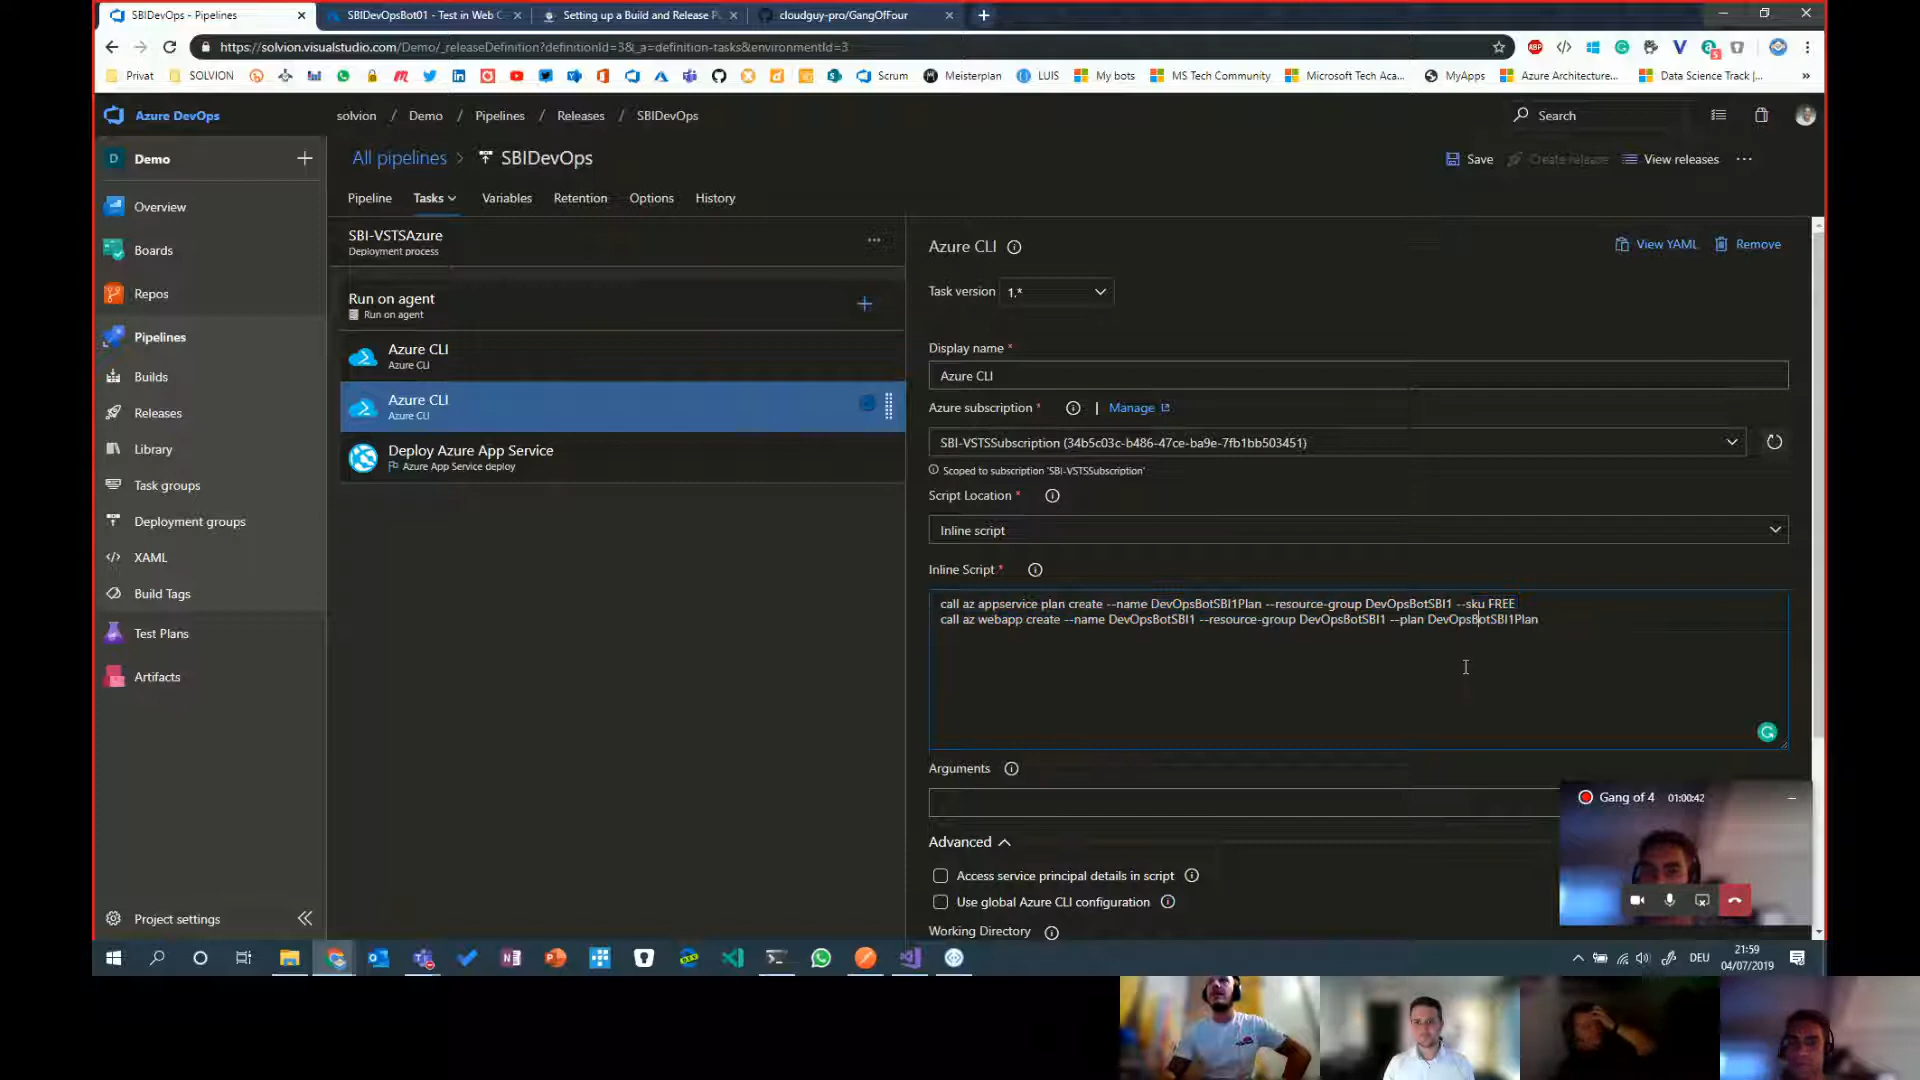 SBIDevOps - Pipelines
SBIDevOpsBot01 - Test in Web C
Setting up a Build and Release P
cloudguy-pro/GangOfFour
https://solvion.visualstudio.com/Demo/_releaseDefinition?definitionId=3&_a=definition-tasks&environmentId=3
Privat
SOLVION
Scrum
Meisterplan
LUIS
My bots
MS Tech Community
Microsoft Tech Aca...
MyApps
Azure Architecture...
Data Science Track |...
»
Azure DevOps
solvion / Demo / Pipelines / Releases / SBIDevOps
Search
D Demo
All pipelines > SBIDevOps
Save
Create release
View releases
Overview
Boards
Repos
Pipelines
Builds
Releases
Library
Task groups
Deployment groups
XAML
Build Tags
Test Plans
Artifacts
Project settings
Pipeline
Tasks
Variables
Retention
Options
History
SBI-VSTSAzure
Deployment process
Run on agent
Run on agent
Azure CLI
Azure CLI
Azure CLI
Azure CLI
Deploy Azure App Service
Azure App Service deploy
Azure CLI
View YAML
Remove
Task version 1.*
Display name *
Azure CLI
Azure subscription * | Manage
SBI-VSTSSubscription (34b5c03c-b486-47ce-ba9e-7fb1bb503451)
Scoped to subscription 'SBI-VSTSSubscription'
Script Location *
Inline script
Inline Script *
call az appservice plan create --name DevOpsBotSBI1Plan --resource-group DevOpsBotSBI1 --sku FREE
call az webapp create --name DevOpsBotSBI1 --resource-group DevOpsBotSBI1 --plan DevOpsBotSBI1Plan
Arguments
Advanced
Access service principal details in script
Use global Azure CLI configuration
Working Directory
Gang of 4 01:00:42
DEU
21:59
04/07/2019